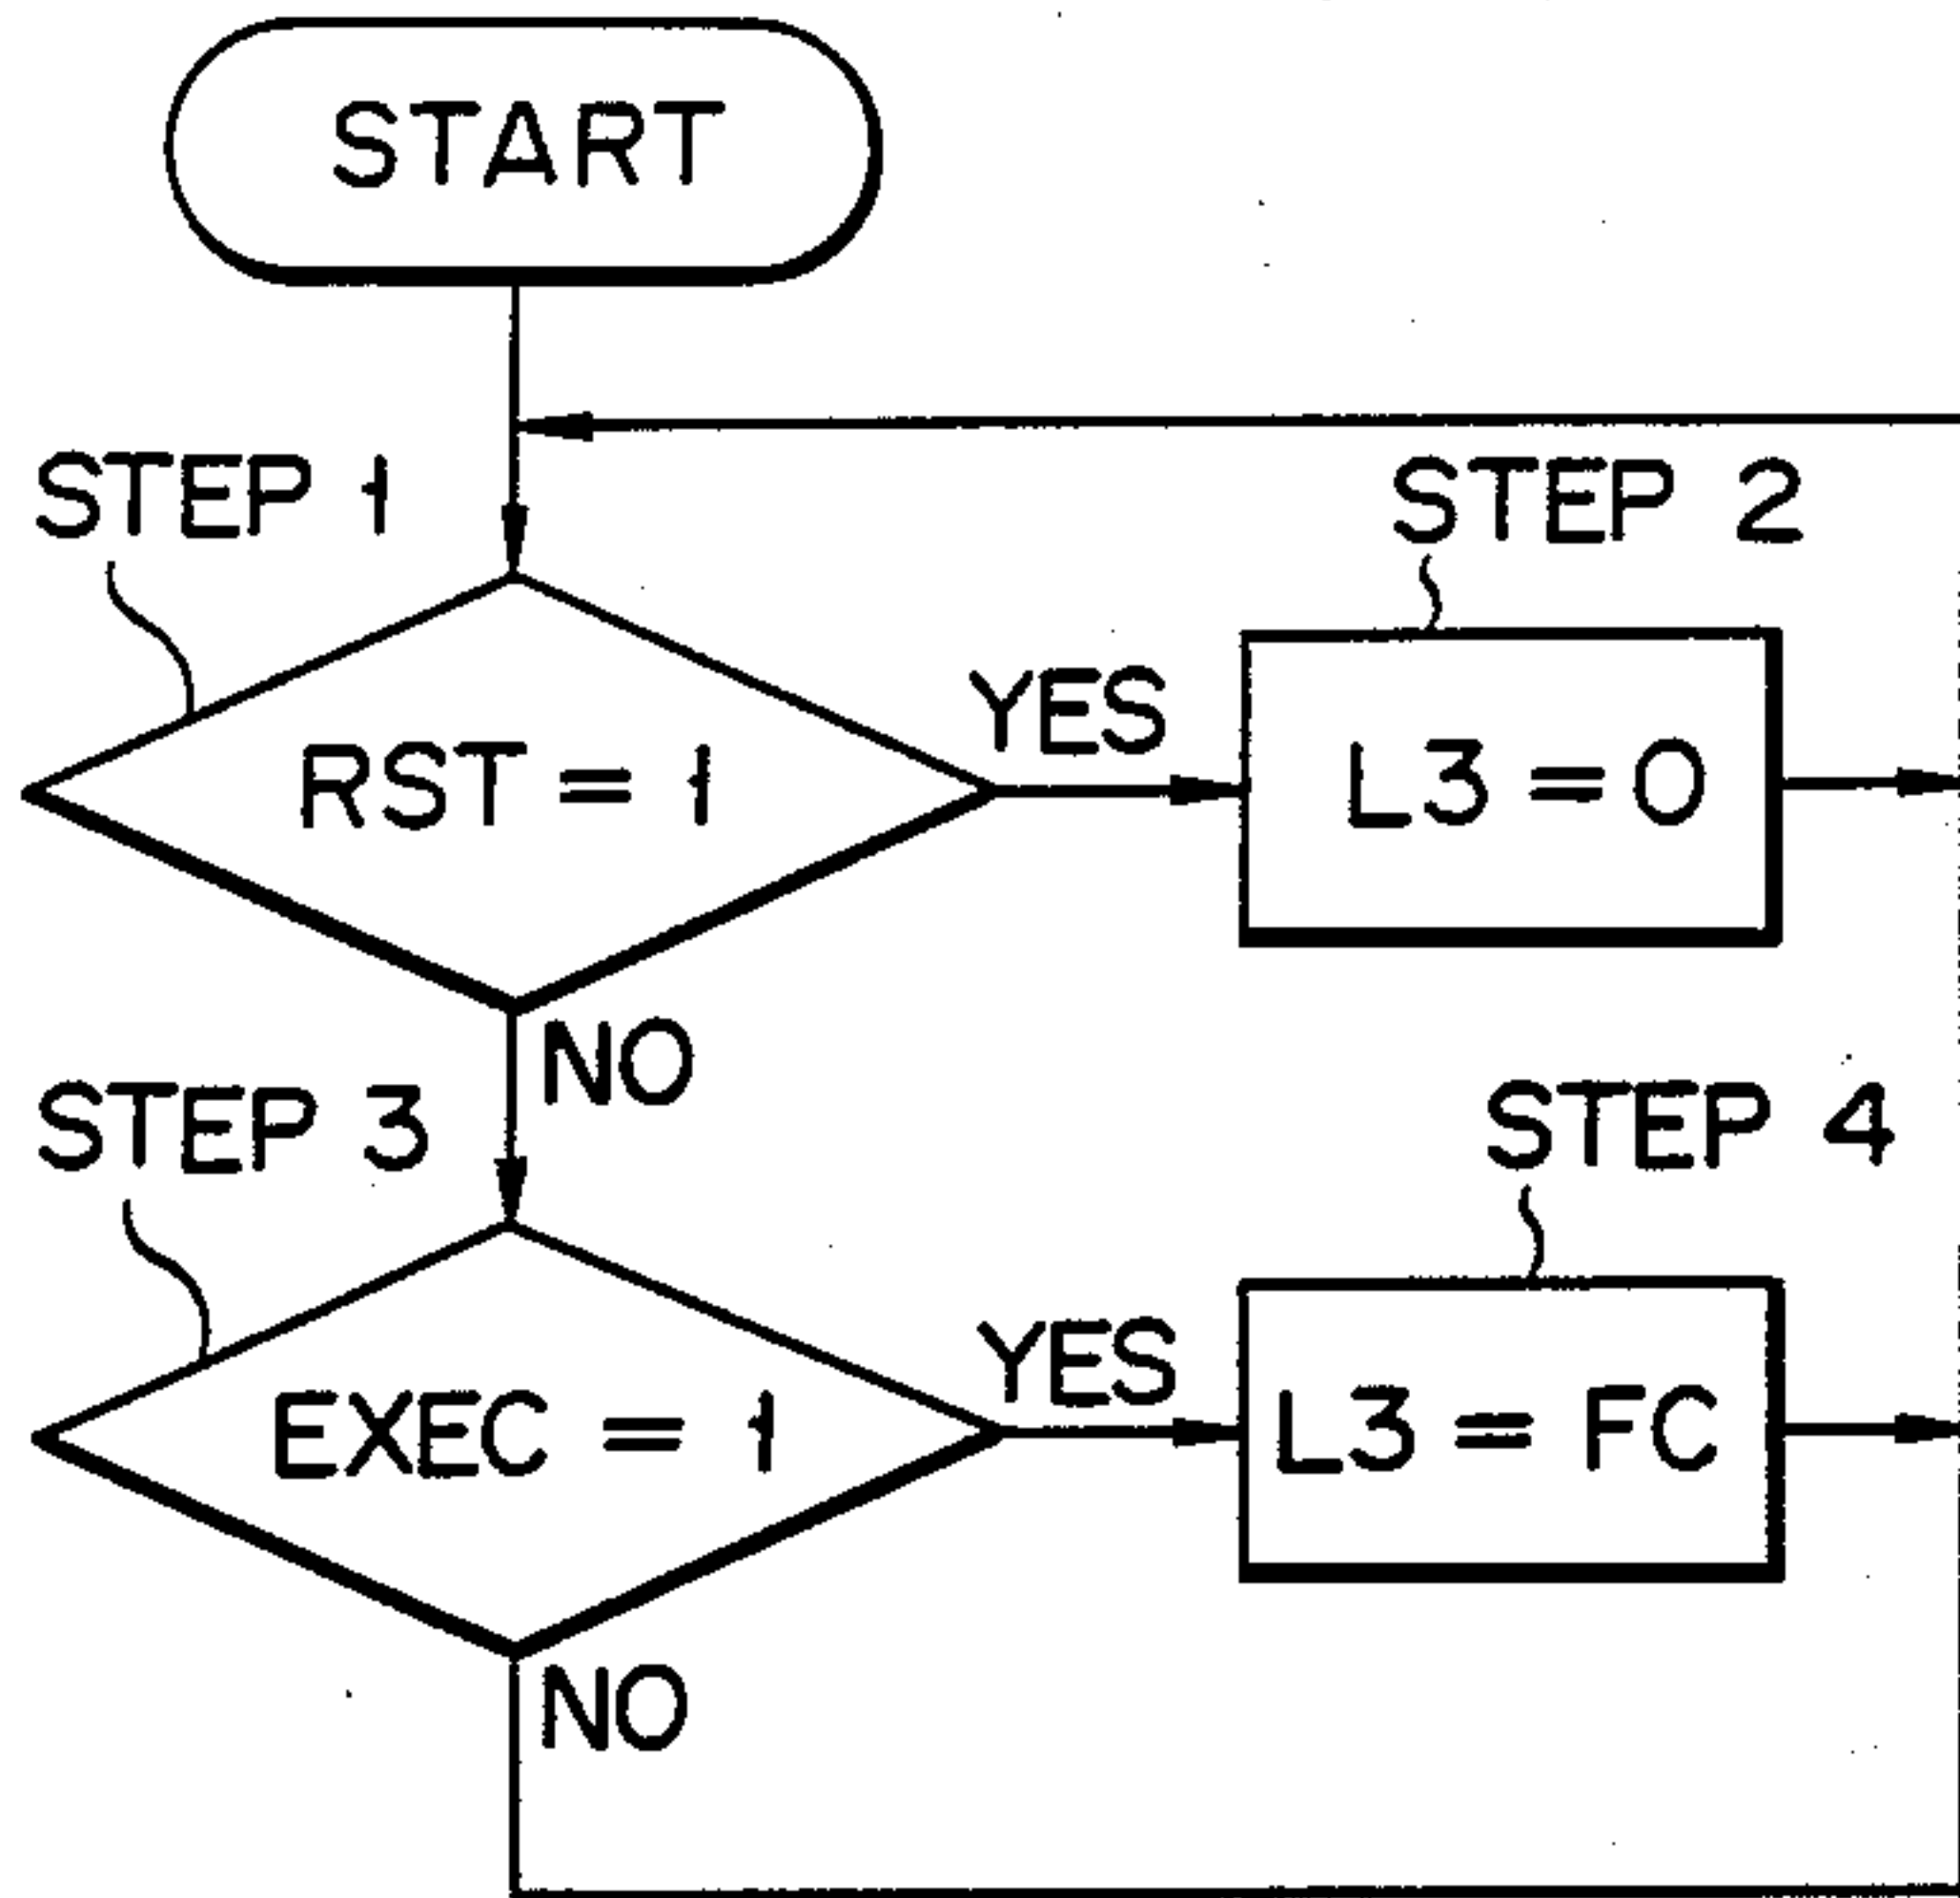 START
STEP 1
STEP 2
RST = 1
YES
L3 = 0
NO
STEP 3
STEP 4
EXEC = 1
YES
L3 = FC
NO